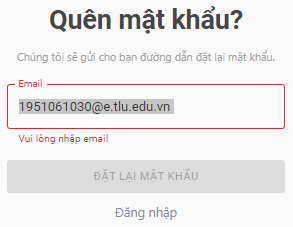 Quên mật khẩu?
Chúng tôi sẽ gửi cho bạn đường dẫn đặt lại mật khẩu.
Email
1951061030@e.tlu.edu.vn
Vui lòng nhập email
ĐẶT LẠI MẬT KHẨU
Đăng nhập